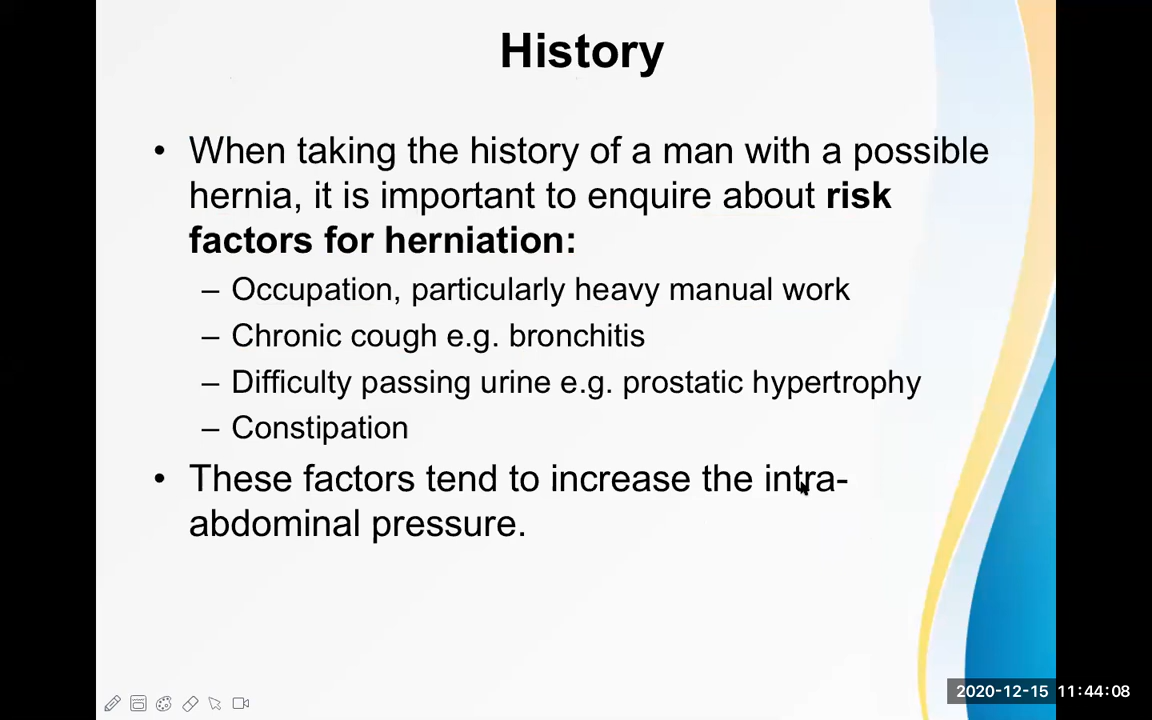 History
• When taking the history of a man with a possible
hernia, it is important to enquire about risk
factors for herniation:
– Occupation, particularly heavy manual work
– Chronic cough e.g. bronchitis
– Difficulty passing urine e.g. prostatic hypertrophy
– Constipation
• These factors tend to increase the intra-
abdominal pressure.
2020-12-15 11:44:08